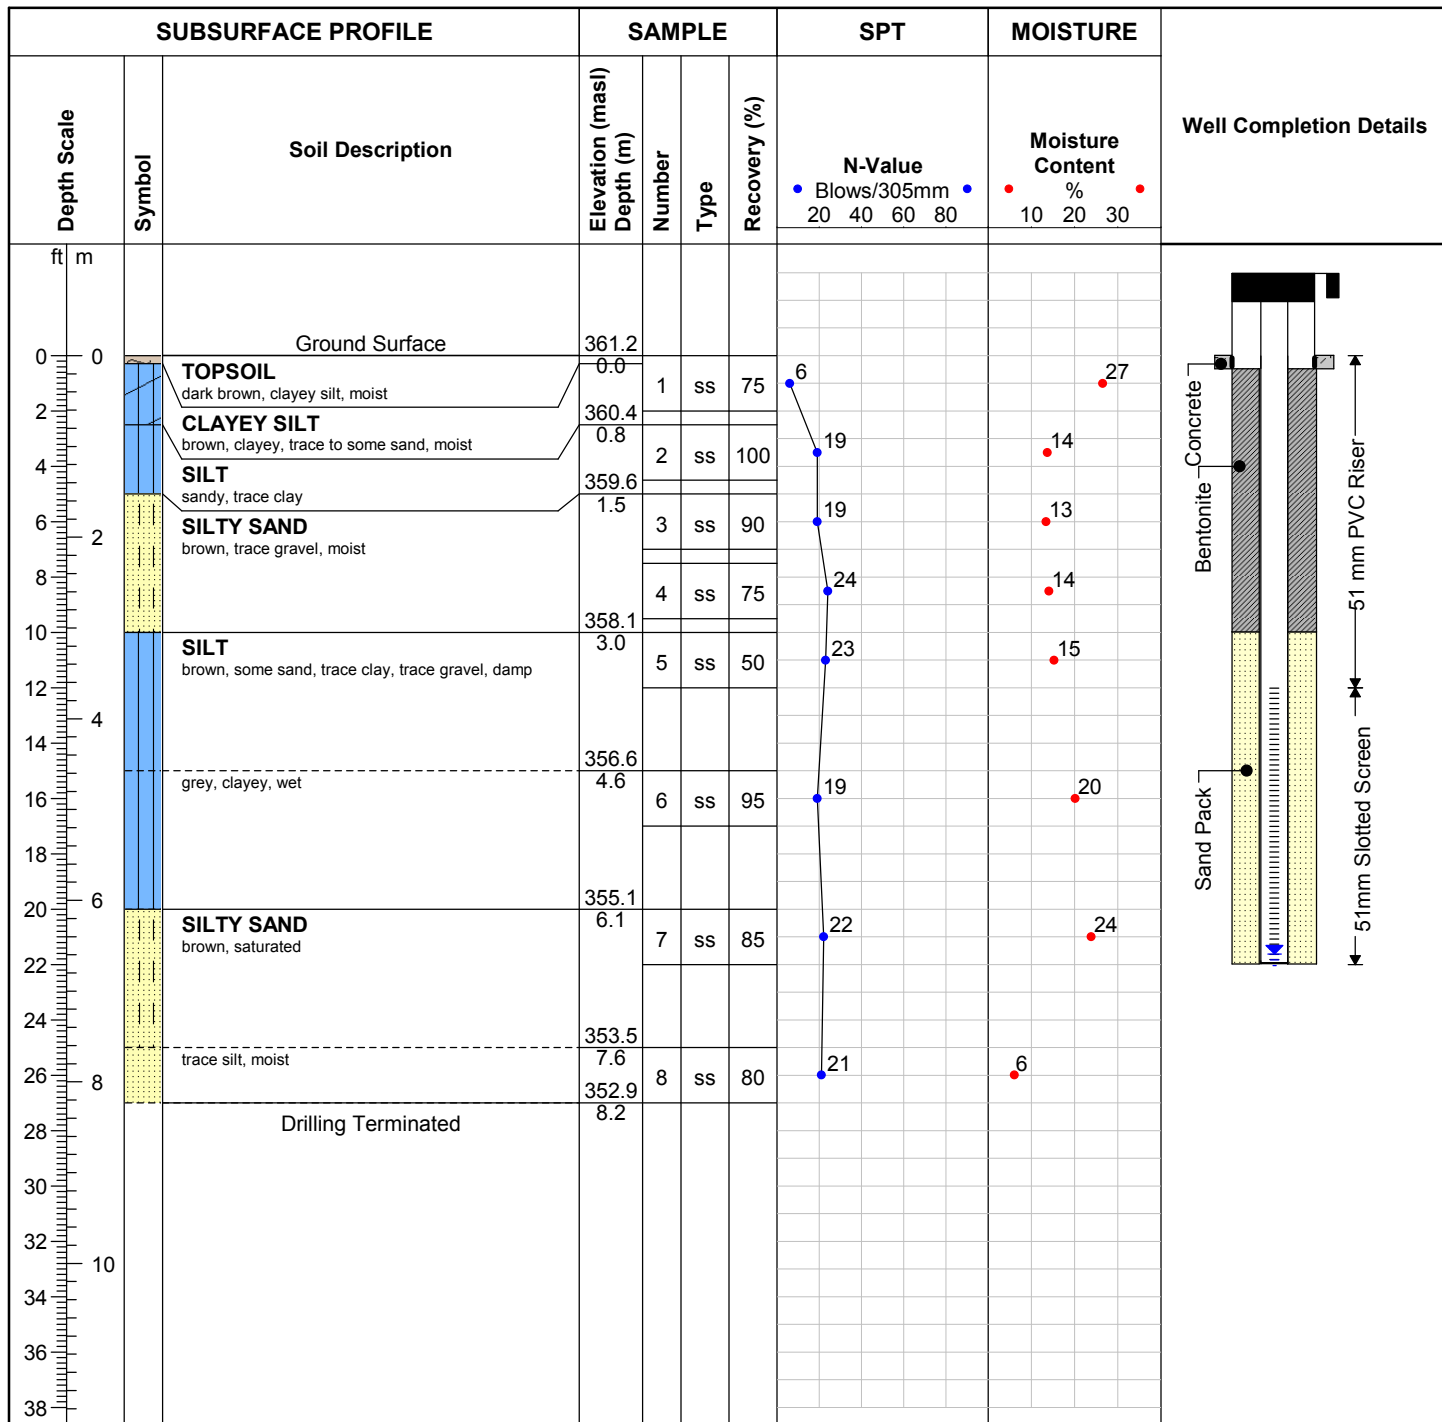 SUBSURFACE PROFILE
SAMPLE
SPT
MOISTURE
Depth Scale
Symbol
Soil Description
Elevation (masl)
Depth (m)
Number
Type
Recovery (%)
N-Value
Blows/305mm
20 40 60 80
Moisture
Content
%
10 20 30
Well Completion Details
ft m
Ground Surface
361.2
0.0
TOPSOIL
dark brown, clayey silt, moist
1 ss 75
6
27
360.4
0.8
CLAYEY SILT
brown, clayey, trace to some sand, moist
2 ss 100
19
14
SILT
sandy, trace clay
359.6
1.5
SILTY SAND
brown, trace gravel, moist
3 ss 90
19
13
4 ss 75
24
14
358.1
3.0
SILT
brown, some sand, trace clay, trace gravel, damp
5 ss 50
23
15
356.6
4.6
grey, clayey, wet
6 ss 95
19
20
355.1
6.1
SILTY SAND
brown, saturated
7 ss 85
22
24
353.5
7.6
trace silt, moist
8 ss 80
21
6
352.9
8.2
Drilling Terminated
0
2
4
6
8
10
12
14
16
18
20
22
24
26
28
30
32
34
36
38
0
2
4
6
8
10
Concrete
Bentonite
Sand Pack
51 mm PVC Riser
51mm Slotted Screen